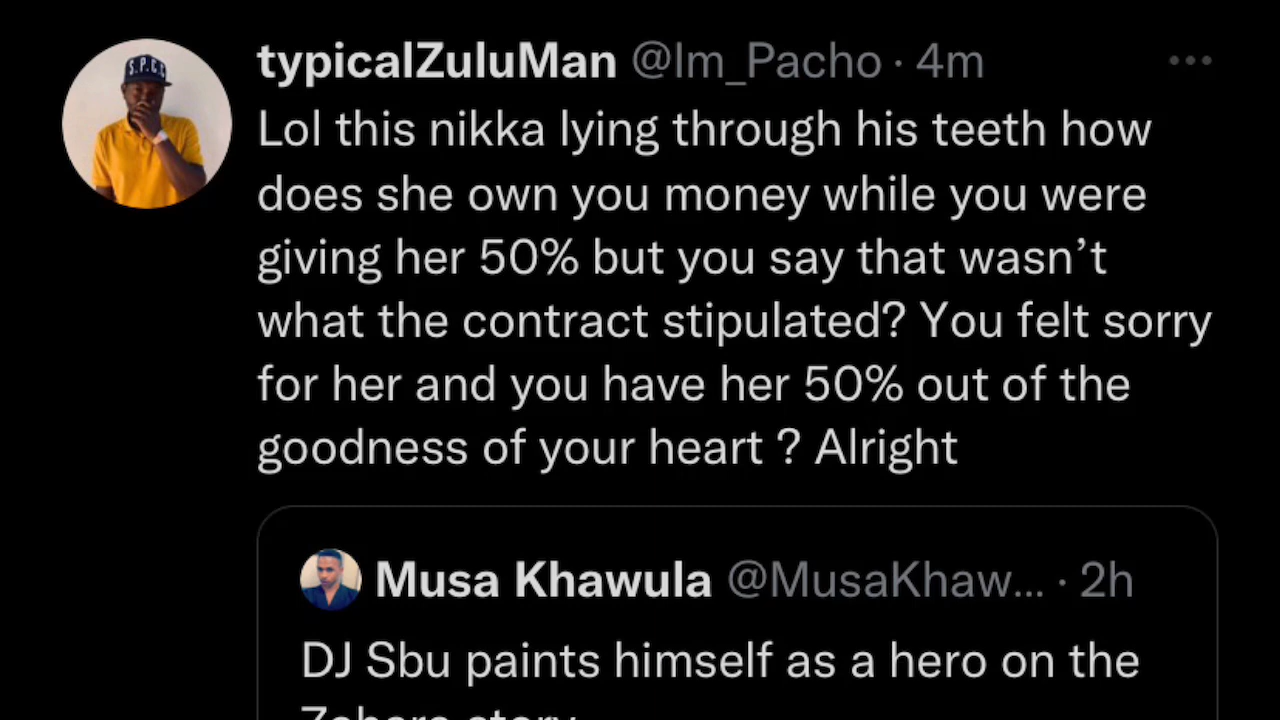 typicalZuluMan @Im_Pacho · 4m
Lol this nikka lying through his teeth how
does she own you money while you were
giving her 50% but you say that wasn’t
what the contract stipulated? You felt sorry
for her and you have her 50% out of the
goodness of your heart ? Alright
Musa Khawula @MusaKhaw... · 2h
DJ Sbu paints himself as a hero on the
Zahara story